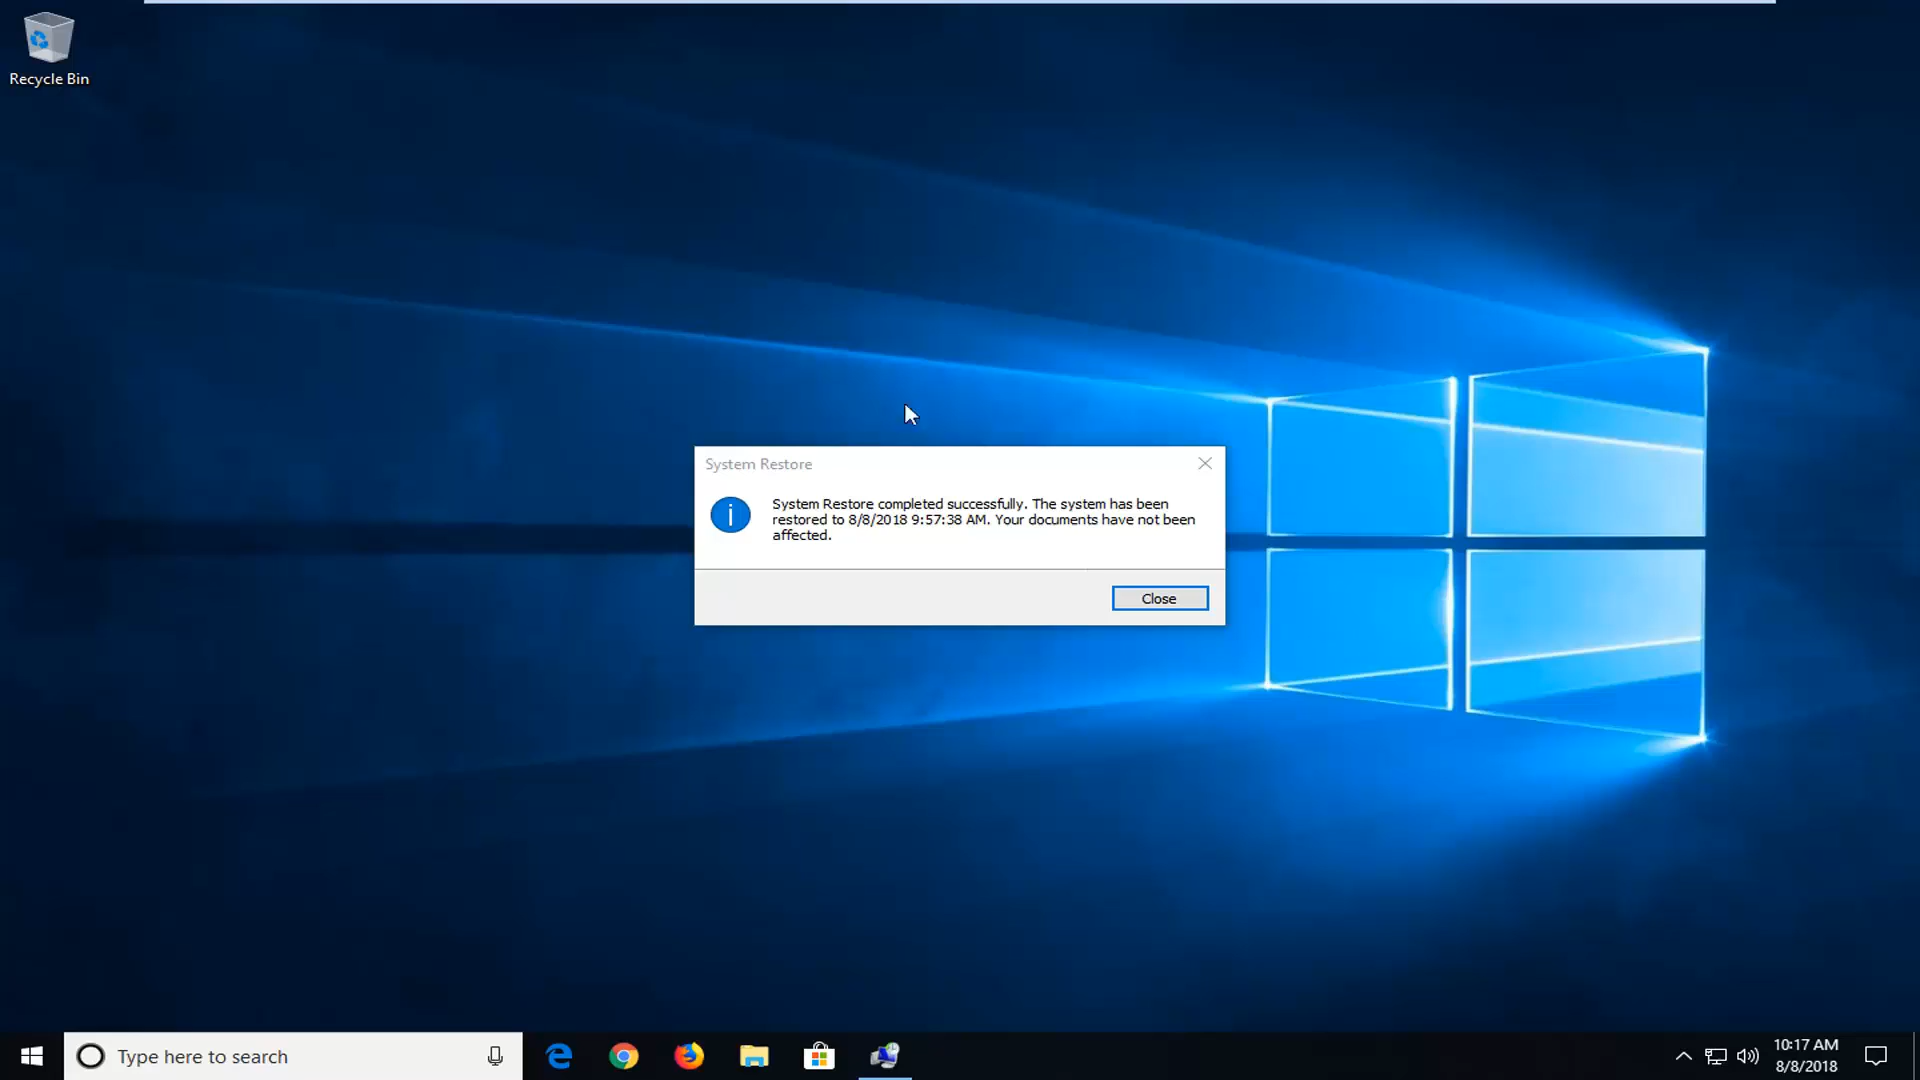 Recycle Bin
System Restore
System Restore completed successfully. The system has been
restored to 8/8/2018 9:57:38 AM. Your documents have not been
affected.
Close
Type here to search
10:17 AM
8/8/2018